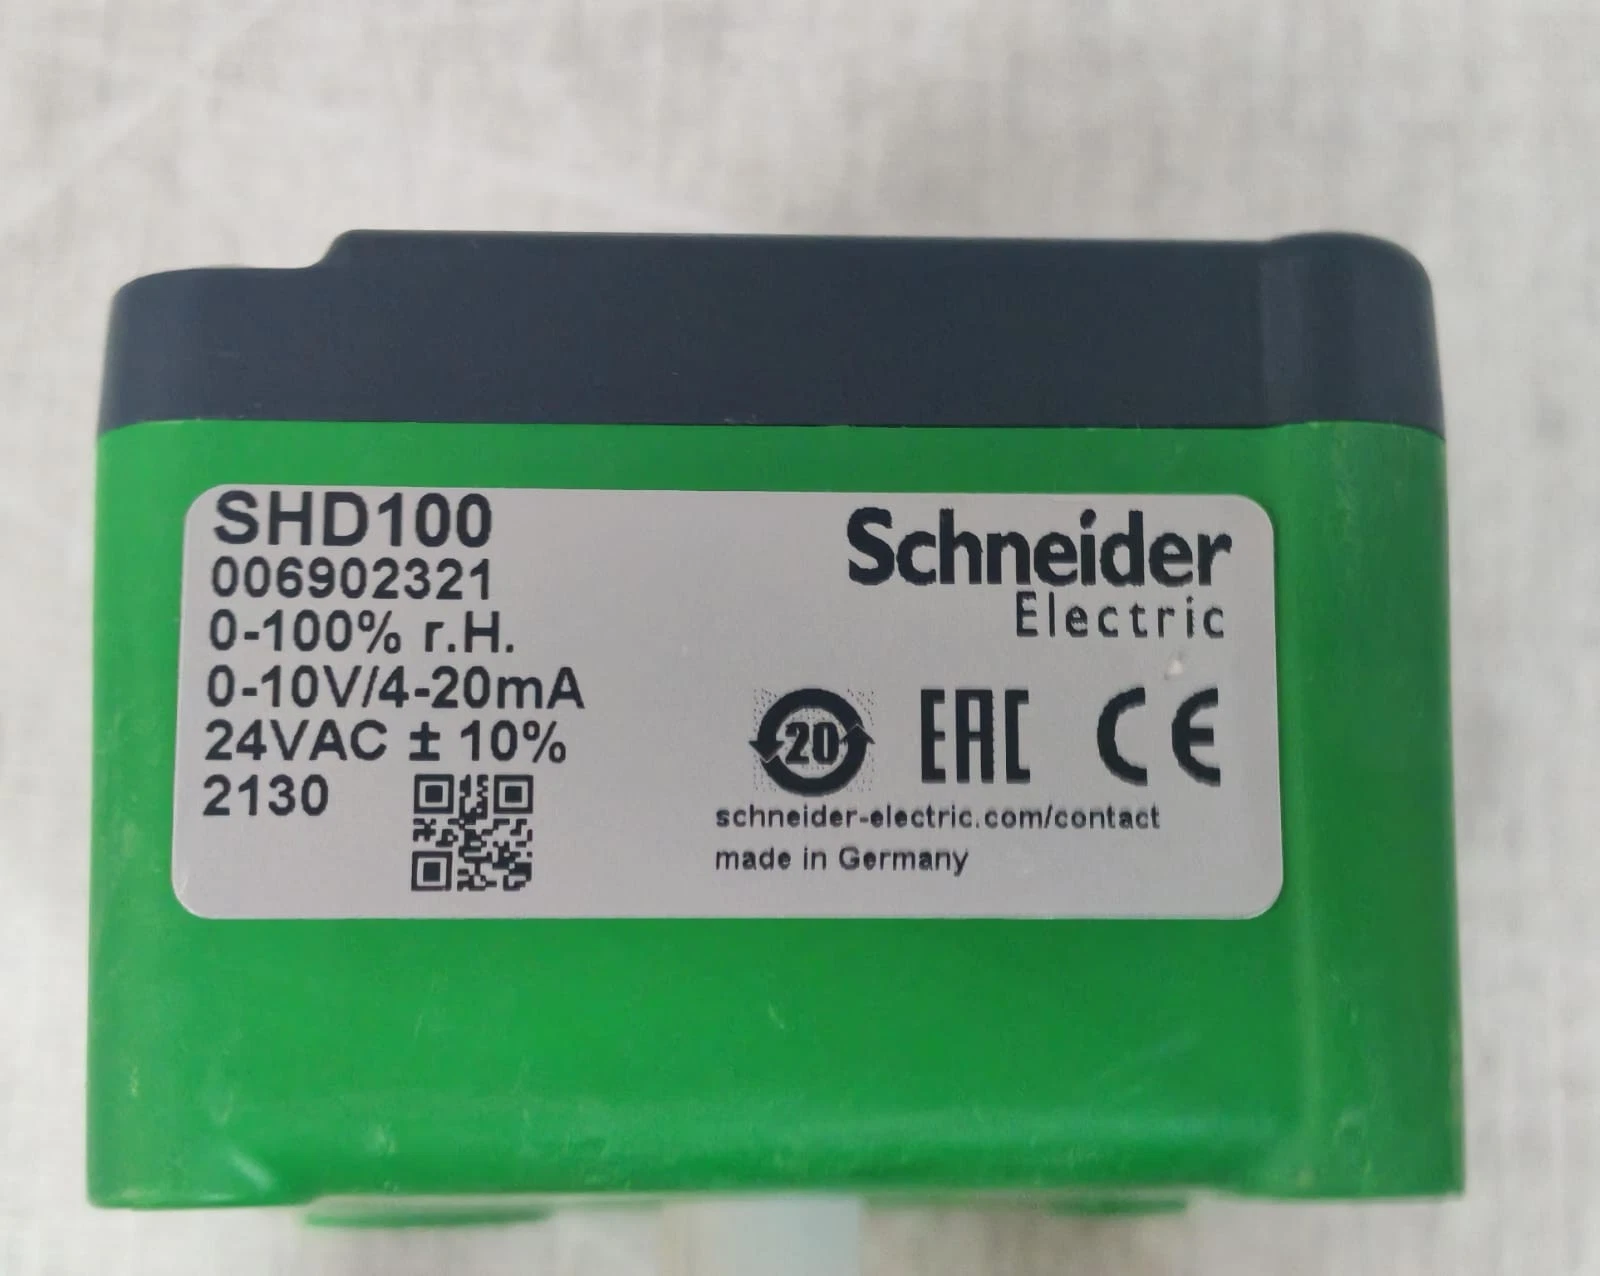 SHD100
006902321
0-100% r.H.
0-10V/4-20mA
24VAC ± 10%
2130
Schneider
Electric
20
EAC CE
schneider-electric.com/contact
made in Germany